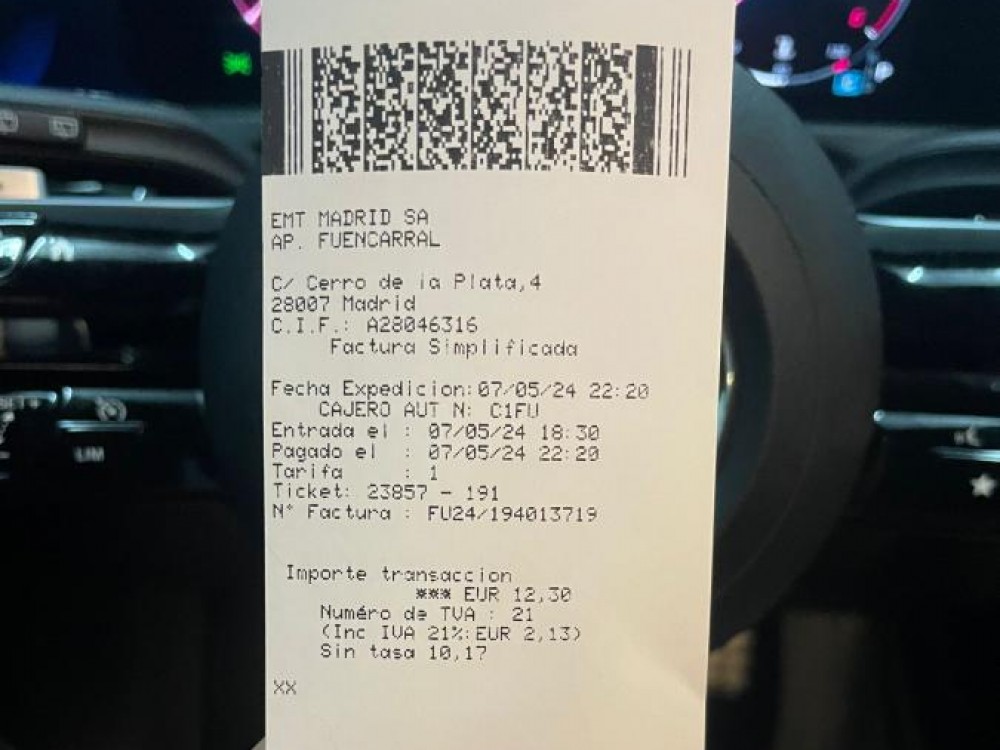 EMT MADRID SA
AP. FUENCARRAL
C/ Cerro de la Plata,4
28007 Madrid
C.I.F.: A28046316
Factura Simplificada
Fecha Expedicion:07/05/24 22:20
CAJERO AUT N: C1FU
Entrada el : 07/05/24 18:30
Pagado el : 07/05/24 22:20
Tarifa : 1
Ticket: 23857 - 191
N° Factura : FU24/194013719
Importe transaccion
*** EUR 12,30
Numéro de TVA : 21
(Inc IVA 21%:EUR 2,13)
Sin tasa 10,17
XX
LIM